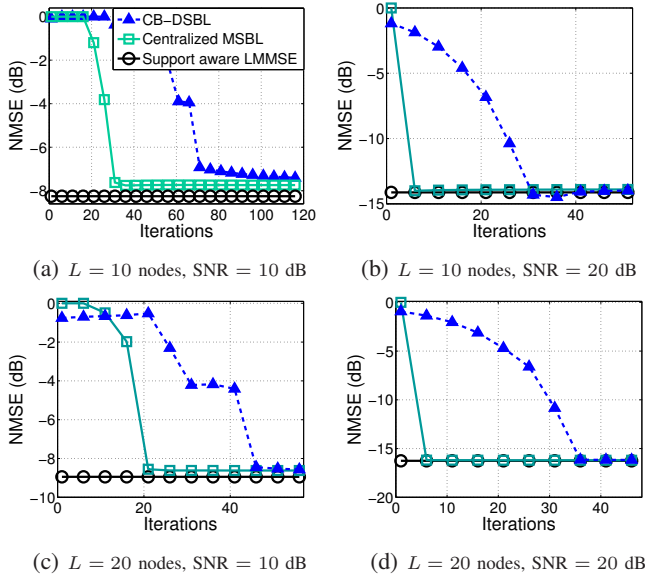 0
−2
−4
−6
−8
NMSE (dB)
0 20 40 60 80 100 120
Iterations
CB−DSBL
Centralized MSBL
Support aware LMMSE
(a) L = 10 nodes, SNR = 10 dB
0
−5
−10
−15
NMSE (dB)
0 20 40
Iterations
(b) L = 10 nodes, SNR = 20 dB
0
−2
−4
−6
−8
−10
NMSE (dB)
0 20 40
Iterations
(c) L = 20 nodes, SNR = 10 dB
0
−5
−10
−15
−20
NMSE (dB)
0 10 20 30 40
Iterations
(d) L = 20 nodes, SNR = 20 dB